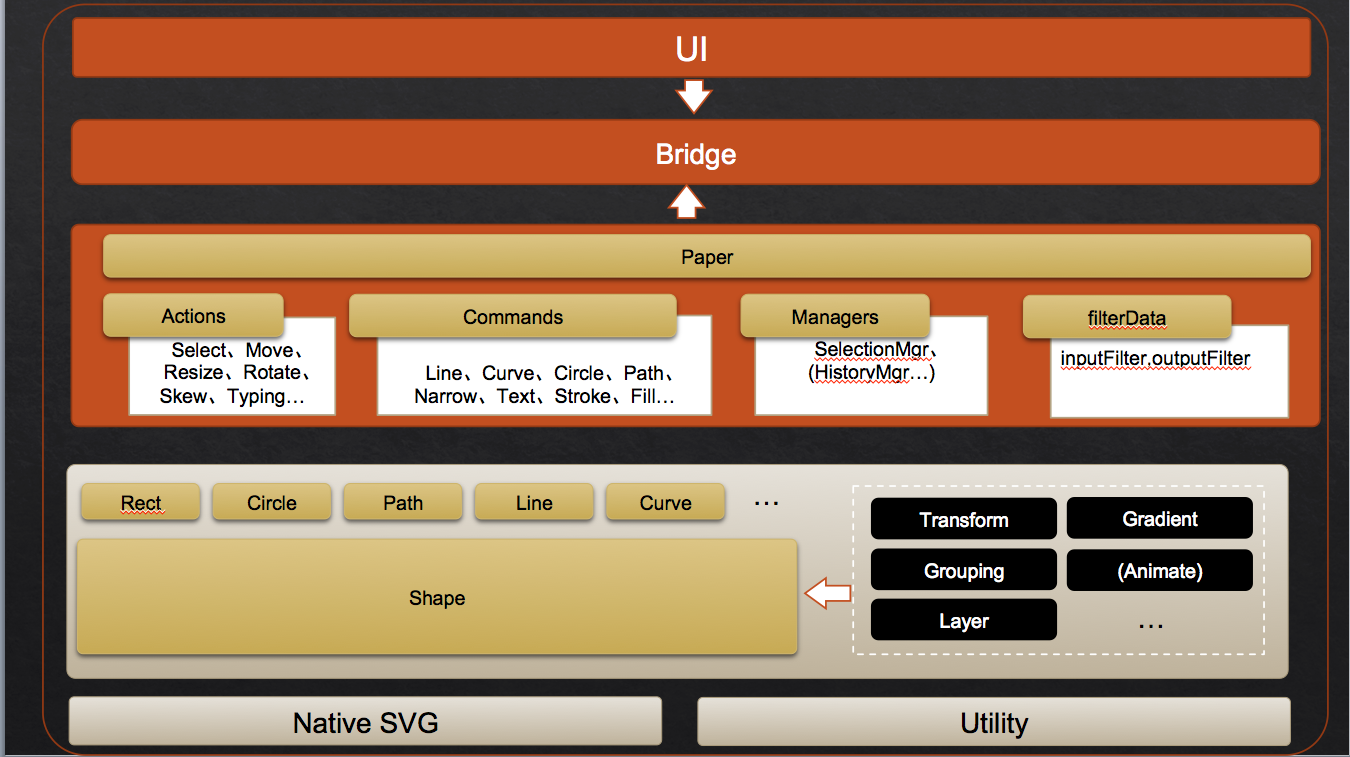 UI
Bridge
Paper
Actions
Select、Move、
Resize、Rotate、
Skew、Typing…
Commands
Line、Curve、Circle、Path、
Narrow、Text、Stroke、Fill…
Managers
SelectionMgr、
(HistoryMgr…)
filterData
inputFilter,outputFilter
Rect
Circle
Path
Line
Curve
…
Shape
Transform
Gradient
Grouping
(Animate)
Layer
…
Native SVG
Utility